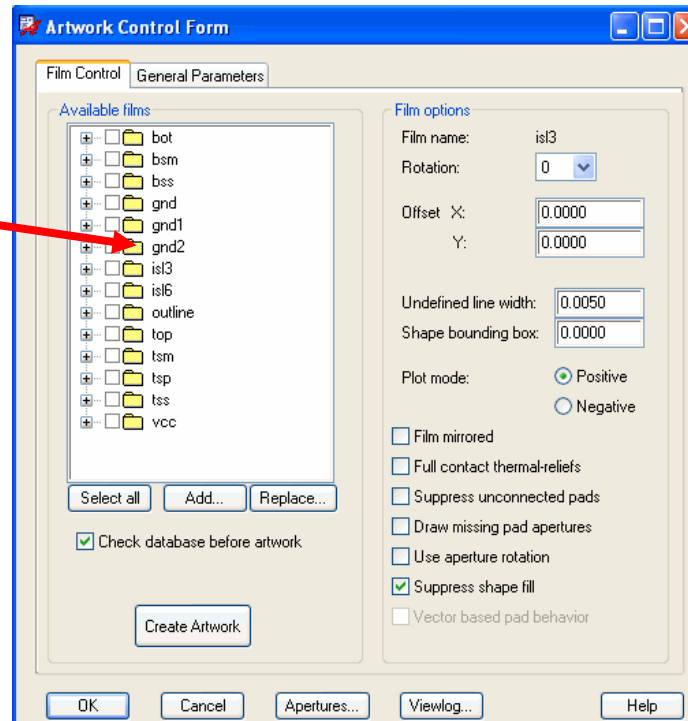 Artwork Control Form
Film Control General Parameters
Available films
bot
bsm
bss
gnd
gnd1
gnd2
isl3
isl6
outline
top
tsm
tsp
tss
vcc
Select all Add... Replace...
Check database before artwork
Create Artwork
Film options
Film name: isl3
Rotation: 0
Offset X: 0.0000
Y: 0.0000
Undefined line width: 0.0050
Shape bounding box: 0.0000
Plot mode: Positive
Negative
Film mirrored
Full contact thermal-reliefs
Suppress unconnected pads
Draw missing pad apertures
Use aperture rotation
Suppress shape fill
Vector based pad behavior
OK Cancel Apertures... Viewlog... Help